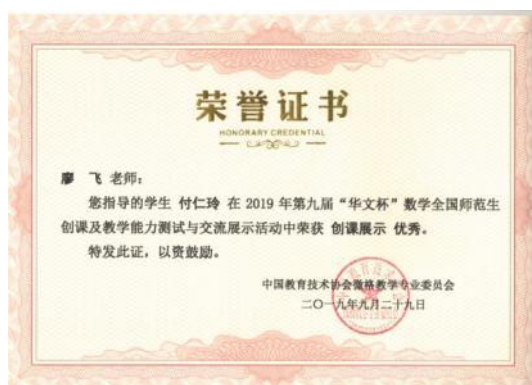 荣誉证书
HONORARY CREDENTIAL
廖 飞 老师：
您指导的学生 付仁玲 在 2019 年第九届“华文杯”数学全国师范生
创课及教学能力测试与交流展示活动中荣获 创课展示 优秀。
特发此证，以资鼓励。
中国教育技术协会微格教学专业委员会
二〇一九年九月二十九日